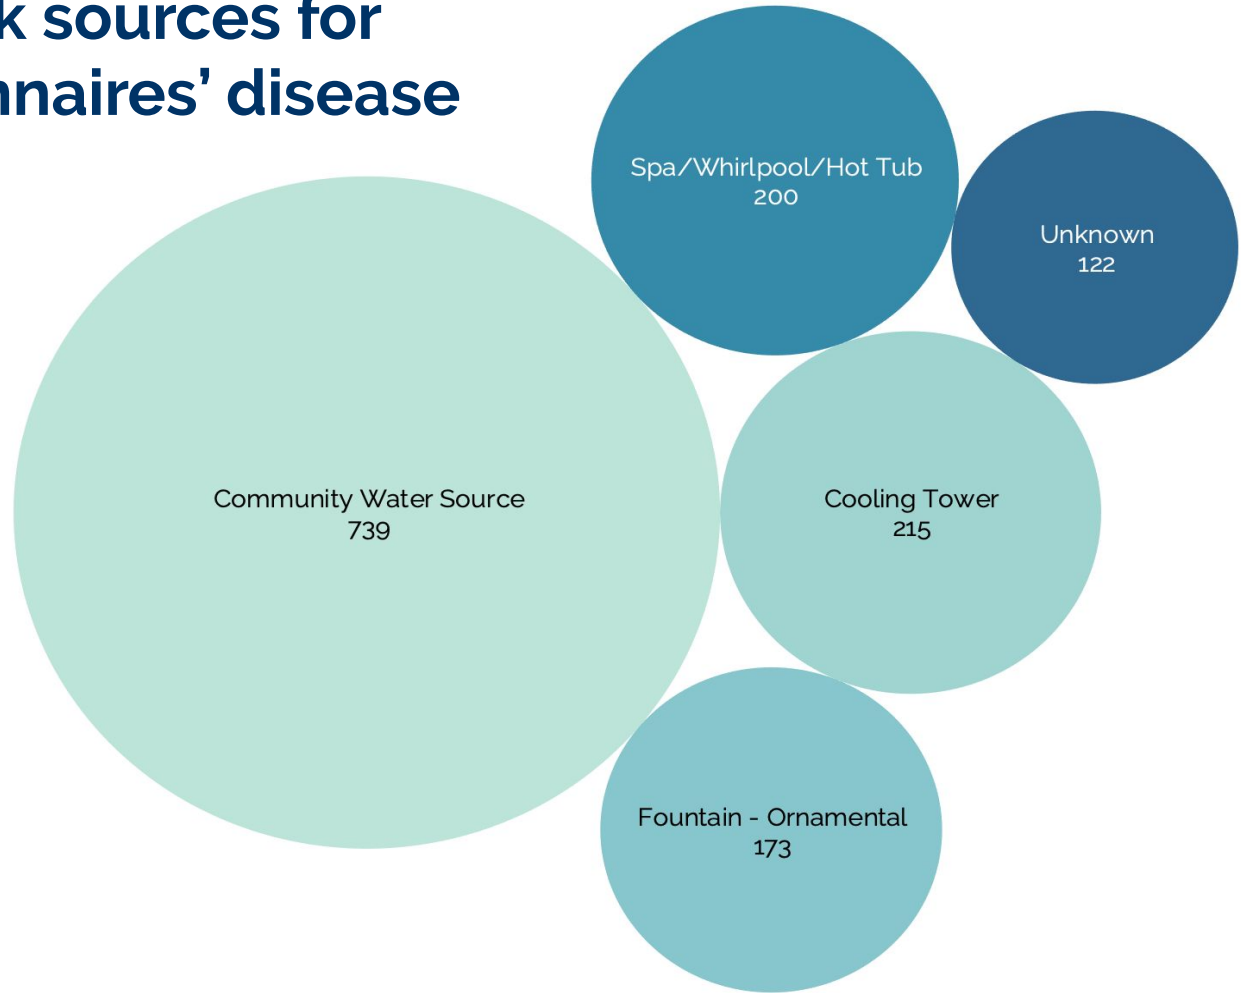 k sources for
nnaires’ disease
Spa/Whirlpool/Hot Tub
200
Unknown
122
Community Water Source
739
Cooling Tower
215
Fountain - Ornamental
173